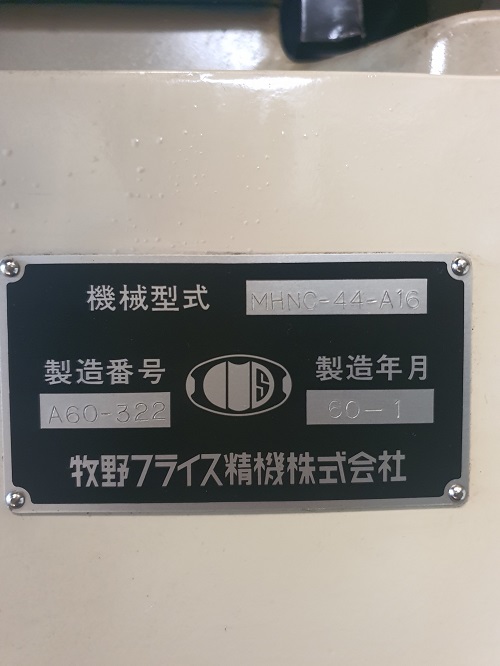 機械型式 MHNC-44-A16
製造番号 製造年月
A60-322 60-1
牧野フライス精機株式会社